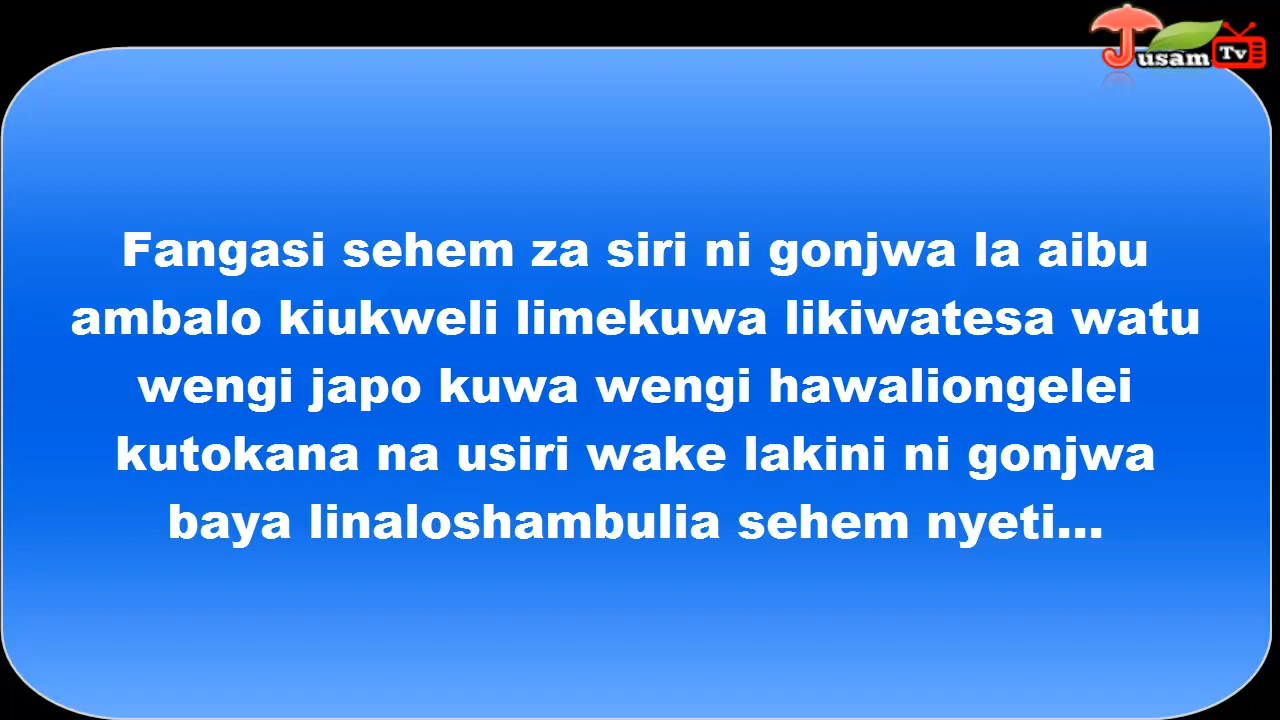 Jusam Tv
Fangasi sehem za siri ni gonjwa la aibu
ambalo kiukweli limekuwa likiwatesa watu
wengi japo kuwa wengi hawaliongelei
kutokana na usiri wake lakini ni gonjwa
baya linaloshambulia sehem nyeti...